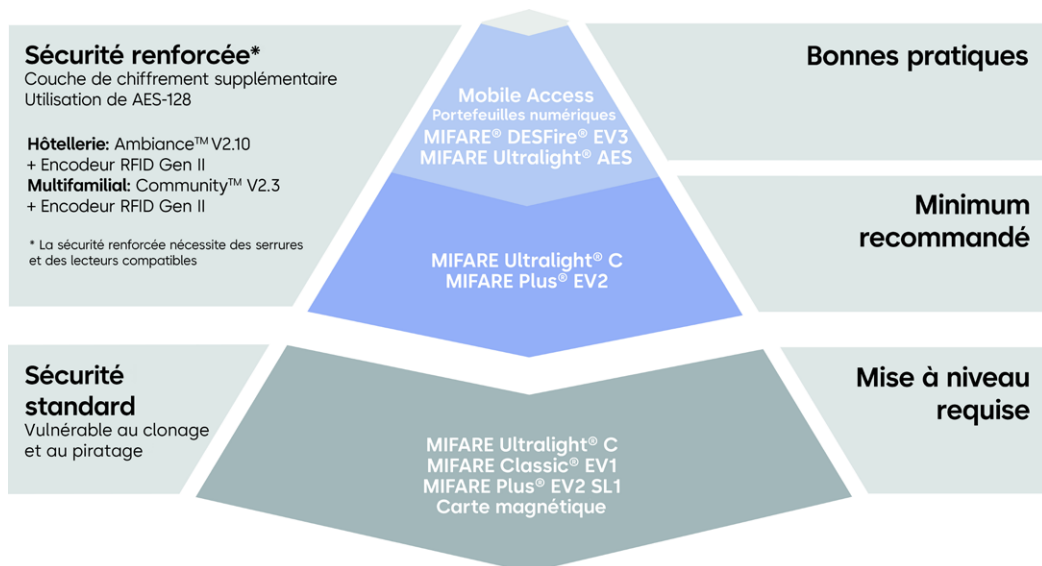 Sécurité renforcée*
Couche de chiffrement supplémentaire
Utilisation de AES-128
Hôtellerie: Ambiance™ V2.10
+ Encodeur RFID Gen II
Multifamilial: Community™ V2.3
+ Encodeur RFID Gen II
* La sécurité renforcée nécessite des serrures
et des lecteurs compatibles
Mobile Access
Portefeuilles numériques
MIFARE® DESFire® EV3
MIFARE Ultralight® AES
Bonnes pratiques
MIFARE Ultralight® C
MIFARE Plus® EV2
Minimum
recommandé
Sécurité
standard
Vulnérable au clonage
et au piratage
MIFARE Ultralight® C
MIFARE Classic® EV1
MIFARE Plus® EV2 SL1
Carte magnétique
Mise à niveau
requise